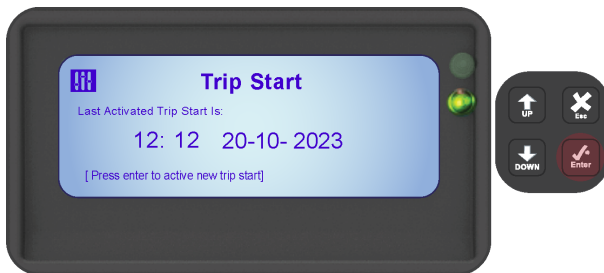 Trip Start
Last Activated Trip Start Is:
12: 12 20-10- 2023
[ Press enter to active new trip start]
UP
Esc
DOWN
Enter